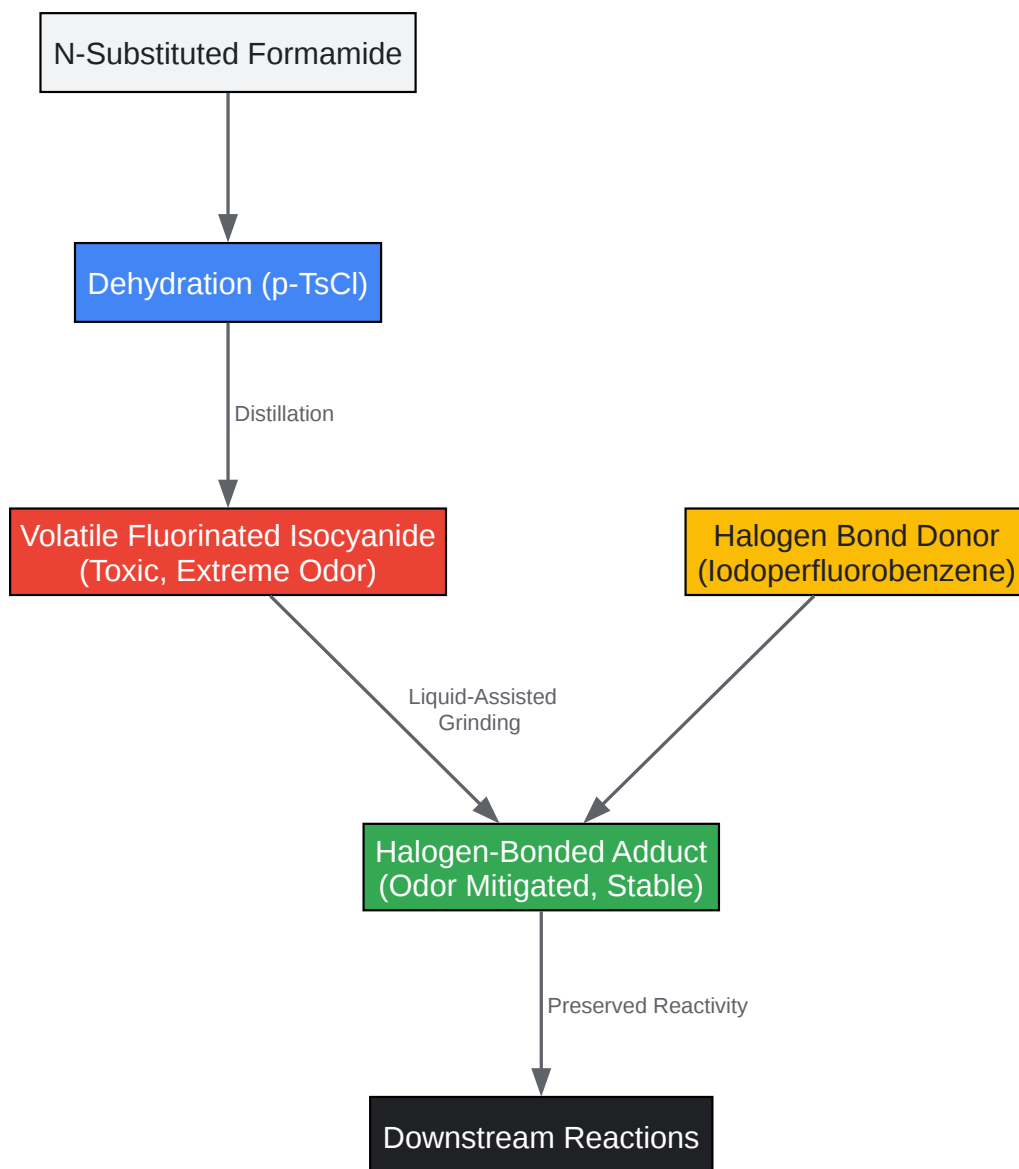 N-Substituted Formamide
Dehydration (p-TsCl)
Distillation
Volatile Fluorinated Isocyanide
(Toxic, Extreme Odor)
Halogen Bond Donor
(Iodoperfluorobenzene)
Liquid-Assisted
Grinding
Halogen-Bonded Adduct
(Odor Mitigated, Stable)
Preserved Reactivity
Downstream Reactions